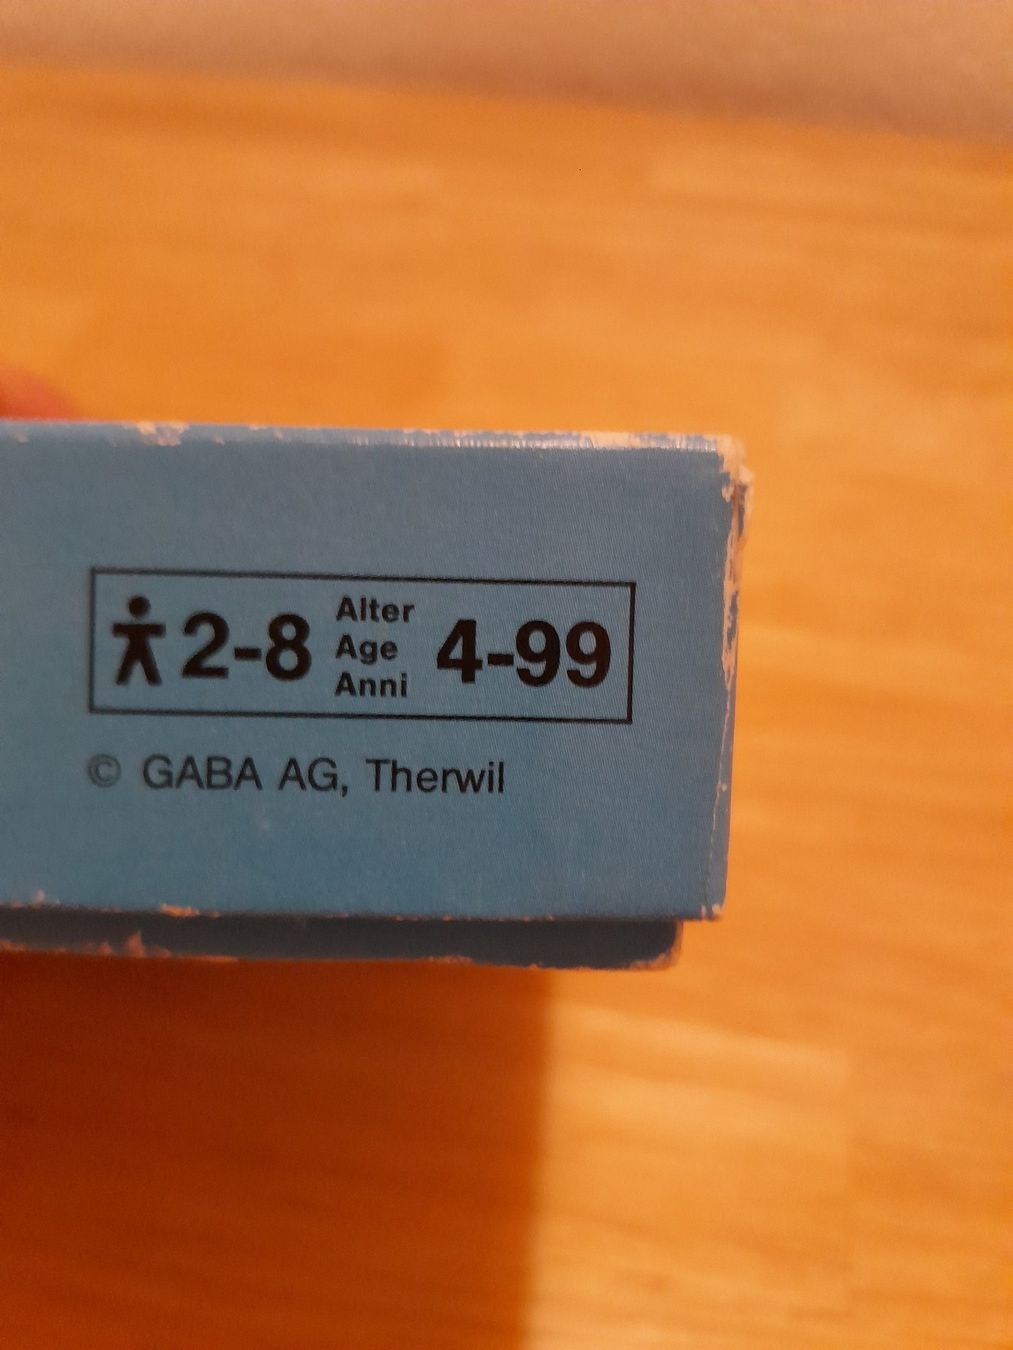 2-8 Alter Age Anni 4-99
© GABA AG, Therwil